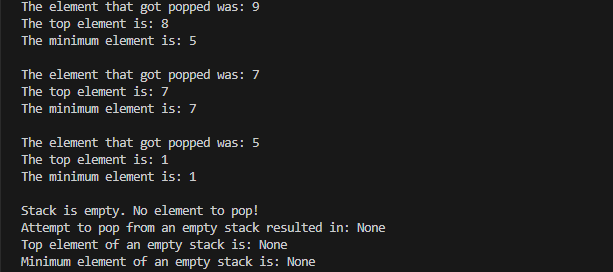 The element that got popped was: 9
The top element is: 8
The minimum element is: 5
The element that got popped was: 7
The top element is: 7
The minimum element is: 7
The element that got popped was: 5
The top element is: 1
The minimum element is: 1
Stack is empty. No element to pop!
Attempt to pop from an empty stack resulted in: None
Top element of an empty stack is: None
Minimum element of an empty stack is: None